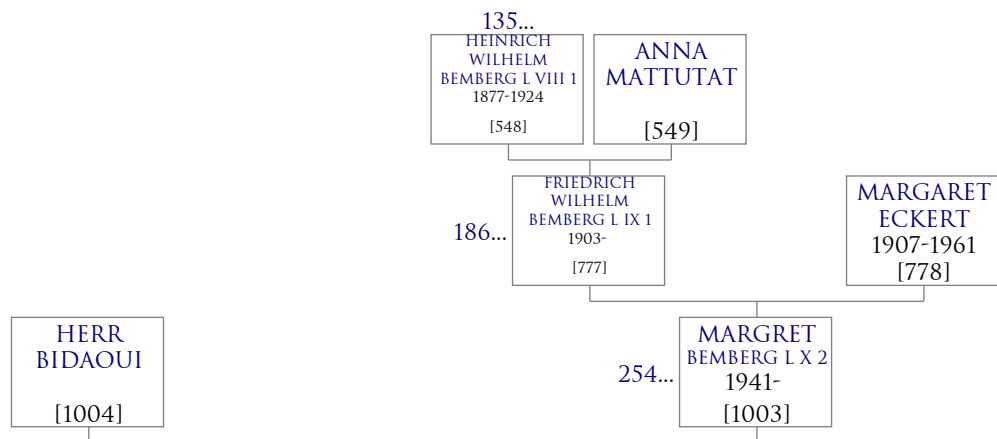 135...
HEINRICH
WILHELM
BEMBERG L VIII 1
1877-1924
[548]
ANNA
MATTUTAT
[549]
FRIEDRICH
WILHELM
BEMBERG L IX 1
1903-
[777]
186...
MARGARET
ECKERT
1907-1961
[778]
HERR
BIDAOUI
[1004]
MARGRET
BEMBERG L X 2
1941-
[1003]
254...